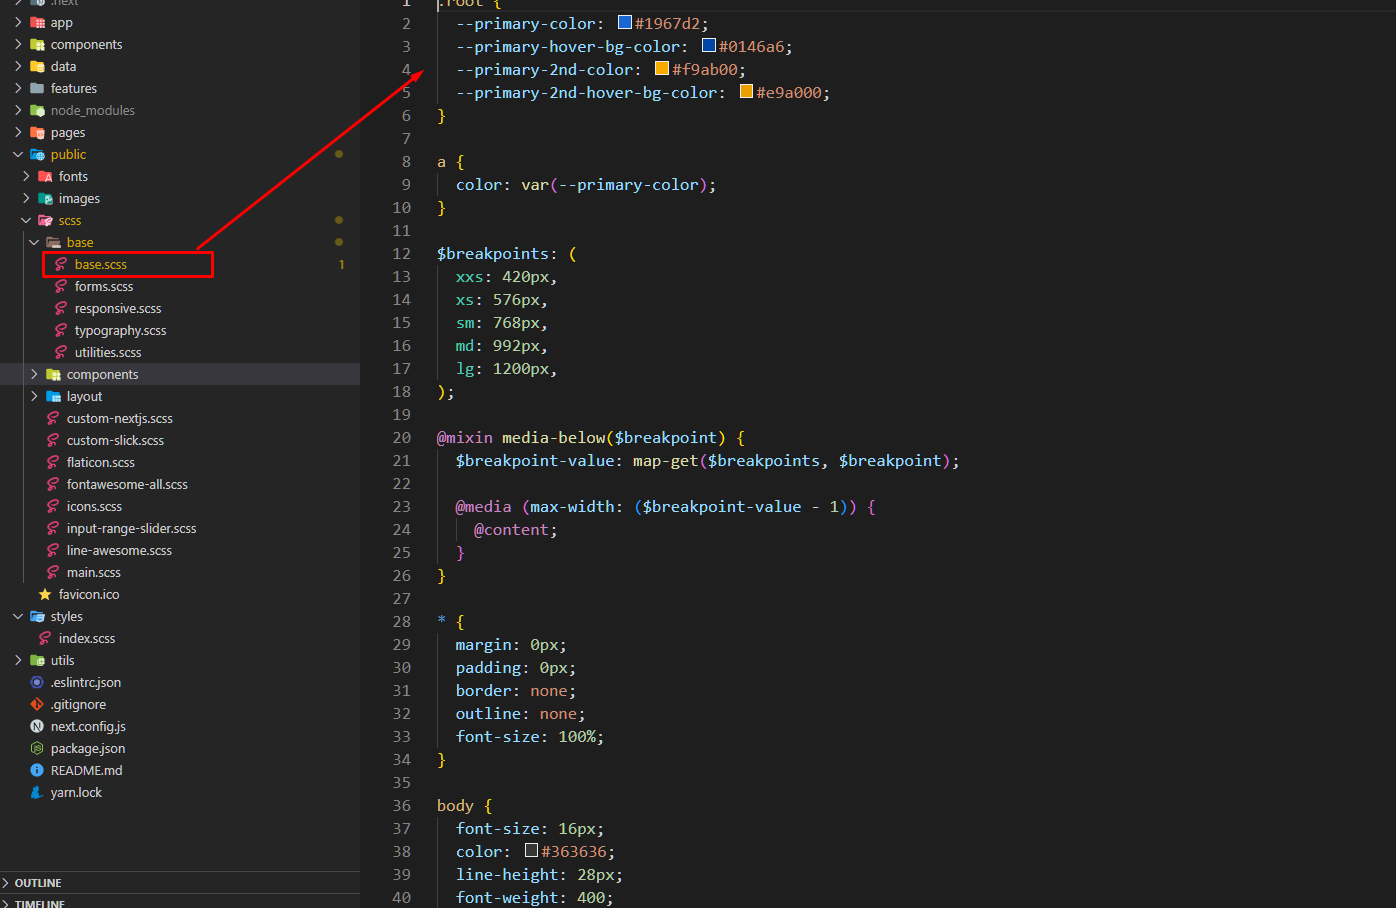 .next
app
components
data
features
node_modules
pages
public
fonts
images
scss
base
base.scss 1
forms.scss
responsive.scss
typography.scss
utilities.scss
components
layout
custom-nextjs.scss
custom-slick.scss
flaticon.scss
fontawesome-all.scss
icons.scss
input-range-slider.scss
line-awesome.scss
main.scss
favicon.ico
styles
index.scss
utils
.eslintrc.json
.gitignore
next.config.js
package.json
README.md
yarn.lock
OUTLINE
TIMELINE
1 :root {
2 --primary-color: #1967d2;
3 --primary-hover-bg-color: #0146a6;
4 --primary-2nd-color: #f9ab00;
5 --primary-2nd-hover-bg-color: #e9a000;
6 }
7
8 a {
9 color: var(--primary-color);
10 }
11
12 $breakpoints: (
13 xxs: 420px,
14 xs: 576px,
15 sm: 768px,
16 md: 992px,
17 lg: 1200px,
18 );
19
20 @mixin media-below($breakpoint) {
21 $breakpoint-value: map-get($breakpoints, $breakpoint);
22
23 @media (max-width: ($breakpoint-value - 1)) {
24 @content;
25 }
26 }
27
28 * {
29 margin: 0px;
30 padding: 0px;
31 border: none;
32 outline: none;
33 font-size: 100%;
34 }
35
36 body {
37 font-size: 16px;
38 color: #363636;
39 line-height: 28px;
40 font-weight: 400;